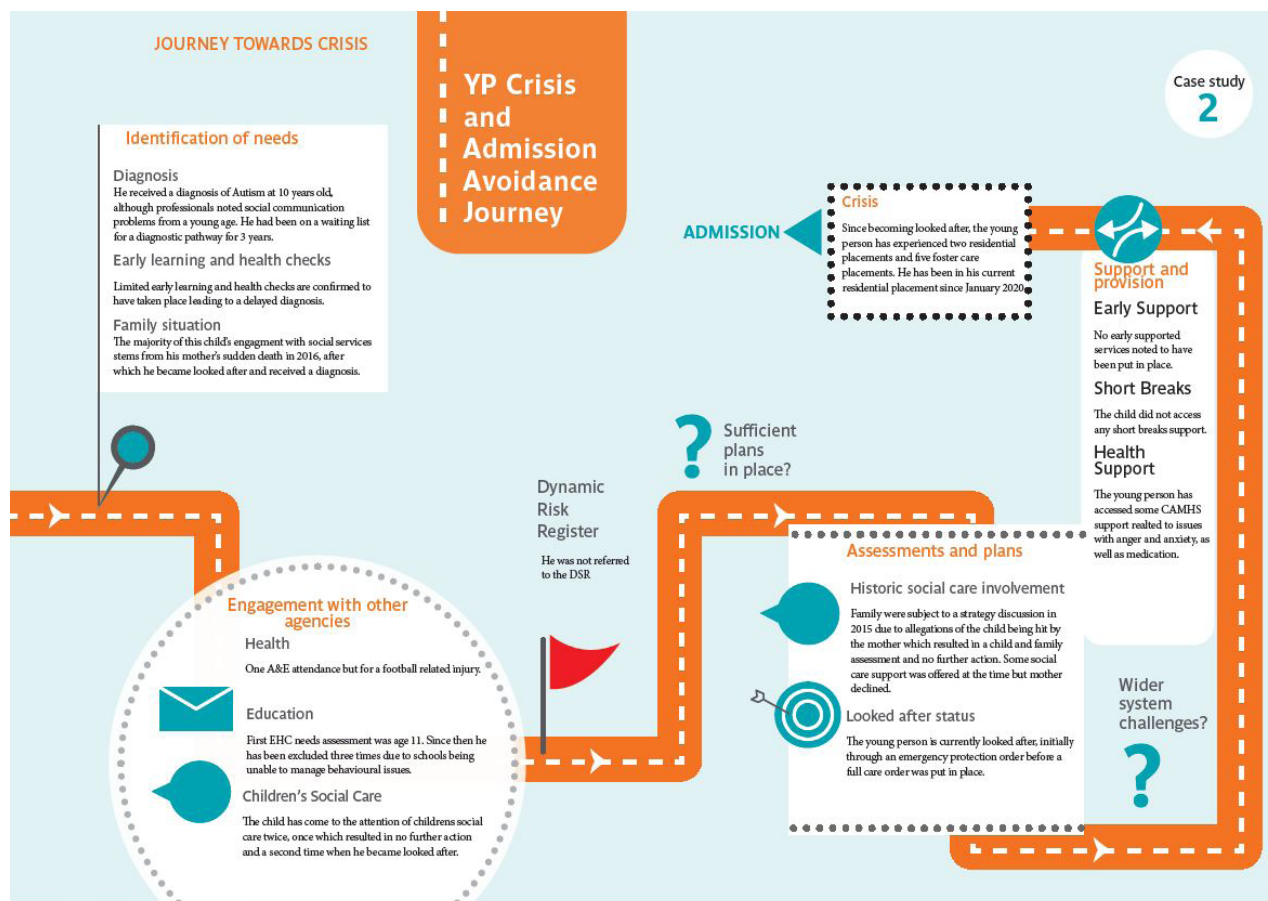 JOURNEY TOWARDS CRISIS
YP Crisis
and
Admission
Avoidance
Journey
Case study
2
Identification of needs
Diagnosis
He received a diagnosis of Autism at 10 years old,
although professionals noted social communication
problems from a young age. He had been on a waiting list
for a diagnostic pathway for 3 years.
Early learning and health checks
Limited early learning and health checks are confirmed to
have taken place leading to a delayed diagnosis.
Family situation
The majority of this child's engagment with social services
stems from his mother's sudden death in 2016, after
which he became looked after and received a diagnosis.
Engagement with other
agencies
Health
One A&E attendance but for a football related injury.
Education
First EHC needs assessment was age 11. Since then he
has been excluded three times due to schools being
unable to manage behavioural issues.
Children's Social Care
The child has come to the attention of childrens social
care twice, once which resulted in no further action
and a second time when he became looked after.
Dynamic
Risk
Register
He was not referred
to the DSR
?
Sufficient
plans
in place?
Assessments and plans
Historic social care involvement
Family were subject to a strategy discussion in
2015 due to allegations of the child being hit by
the mother which resulted in a child and family
assessment and no further action. Some social
care support was offered at the time but mother
declined.
Looked after status
The young person is currently looked after, initially
through an emergency protection order before a
full care order was put in place.
Wider
system
challenges?
?
Support and
provision
Early Support
No early supported
services noted to have
been put in place.
Short Breaks
The child did not access
any short breaks support.
Health
Support
The young person has
accessed some CAMHS
support realted to issues
with anger and anxiety, as
well as medication.
Crisis
Since becoming looked after, the young
person has experienced two residential
placements and five foster care
placements. He has been in his current
residential placement since January 2020.
ADMISSION